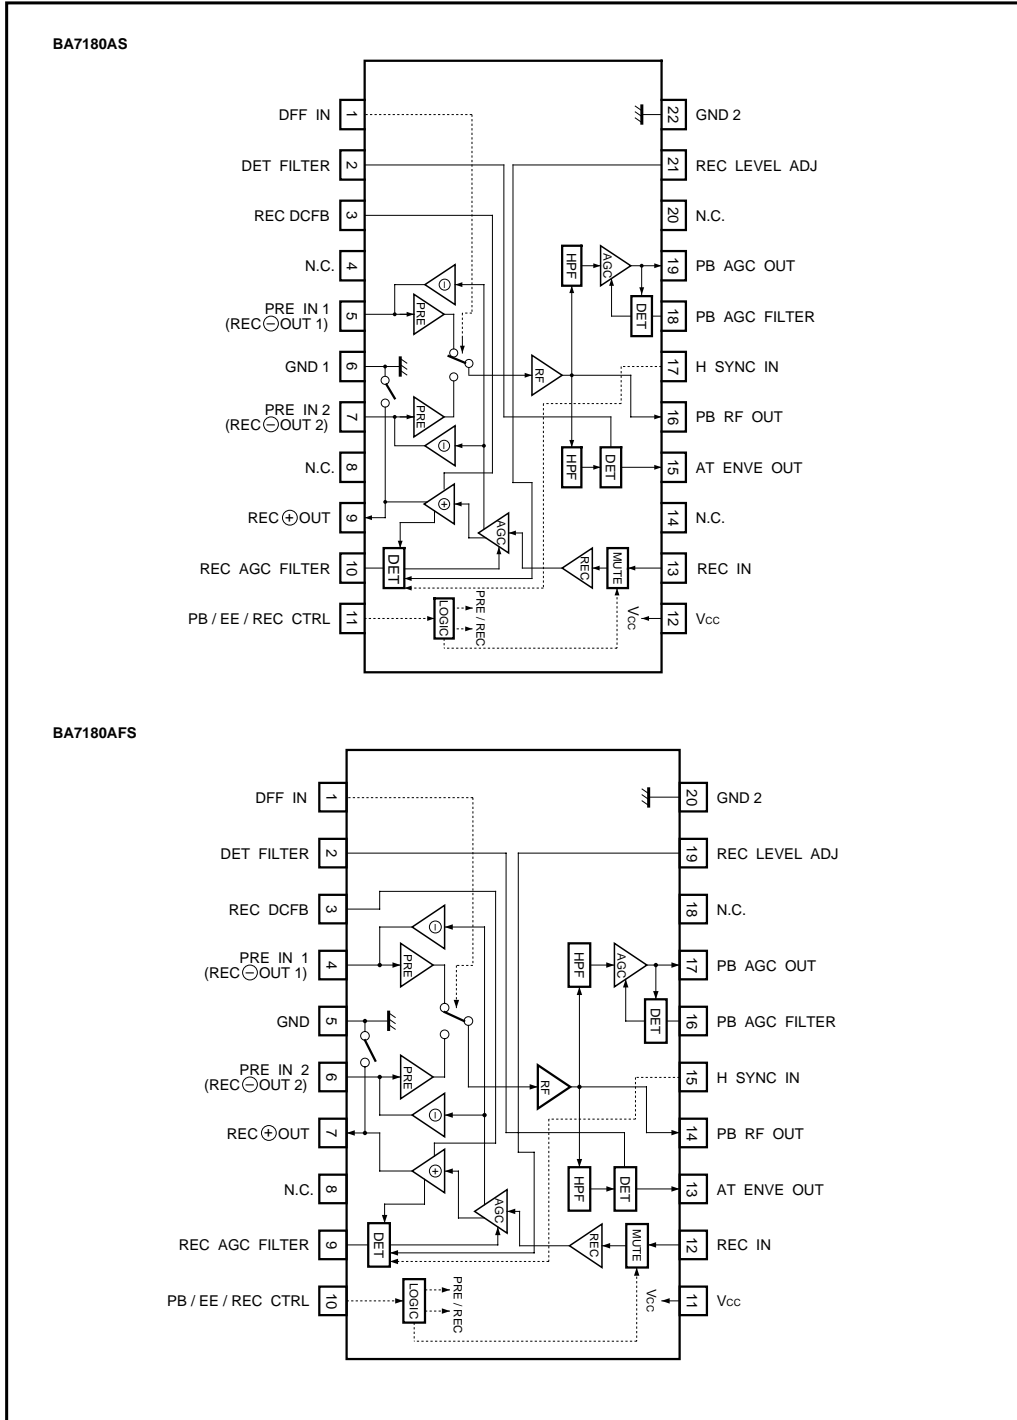 BA7180AS
DFF IN 1
DET FILTER 2
REC DCFB 3
N.C. 4
PRE IN 1 5
(REC⊖OUT 1)
GND 1 6
PRE IN 2 7
(REC⊖OUT 2)
N.C. 8
REC⊕OUT 9
REC AGC FILTER 10
PB / EE / REC CTRL 11
22 GND 2
21 REC LEVEL ADJ
20 N.C.
19 PB AGC OUT
18 PB AGC FILTER
17 H SYNC IN
16 PB RF OUT
15 AT ENVE OUT
14 N.C.
13 REC IN
12 Vcc
−
PRE
PRE
−
+
AGC
DET
LOGIC
PRE / REC
REC
MUTE
Vcc
RF
HPF
AGC
DET
HPF
DET
BA7180AFS
DFF IN 1
DET FILTER 2
REC DCFB 3
PRE IN 1 4
(REC⊖OUT 1)
GND 5
PRE IN 2 6
(REC⊖OUT 2)
REC⊕OUT 7
N.C. 8
REC AGC FILTER 9
PB / EE / REC CTRL 10
20 GND 2
19 REC LEVEL ADJ
18 N.C.
17 PB AGC OUT
16 PB AGC FILTER
15 H SYNC IN
14 PB RF OUT
13 AT ENVE OUT
12 REC IN
11 Vcc
−
PRE
PRE
−
+
AGC
DET
LOGIC
PRE / REC
REC
MUTE
Vcc
RF
HPF
AGC
DET
HPF
DET